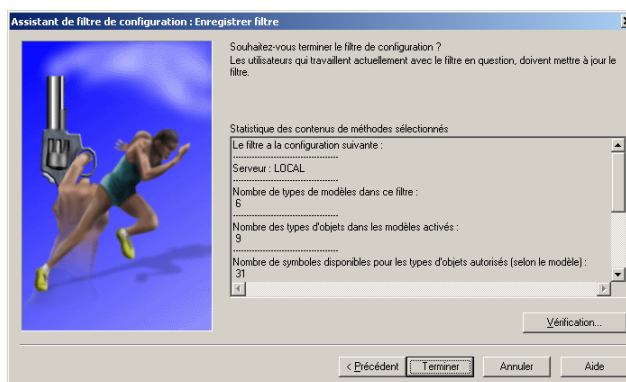 Assistant de filtre de configuration : Enregistrer filtre
Souhaitez-vous terminer le filtre de configuration ?
Les utilisateurs qui travaillent actuellement avec le filtre en question, doivent mettre à jour le
filtre.
Statistique des contenus de méthodes sélectionnés
Le filtre a la configuration suivante :
----------------------------------------
Serveur : LOCAL
----------------------------------------
Nombre de types de modèles dans ce filtre :
6
----------------------------------------
Nombre des types d'objets dans les modèles activés :
9
----------------------------------------
Nombre de symboles disponibles pour les types d'objets autorisés (selon le modèle) :
31
Vérification...
< Précédent
Terminer
Annuler
Aide